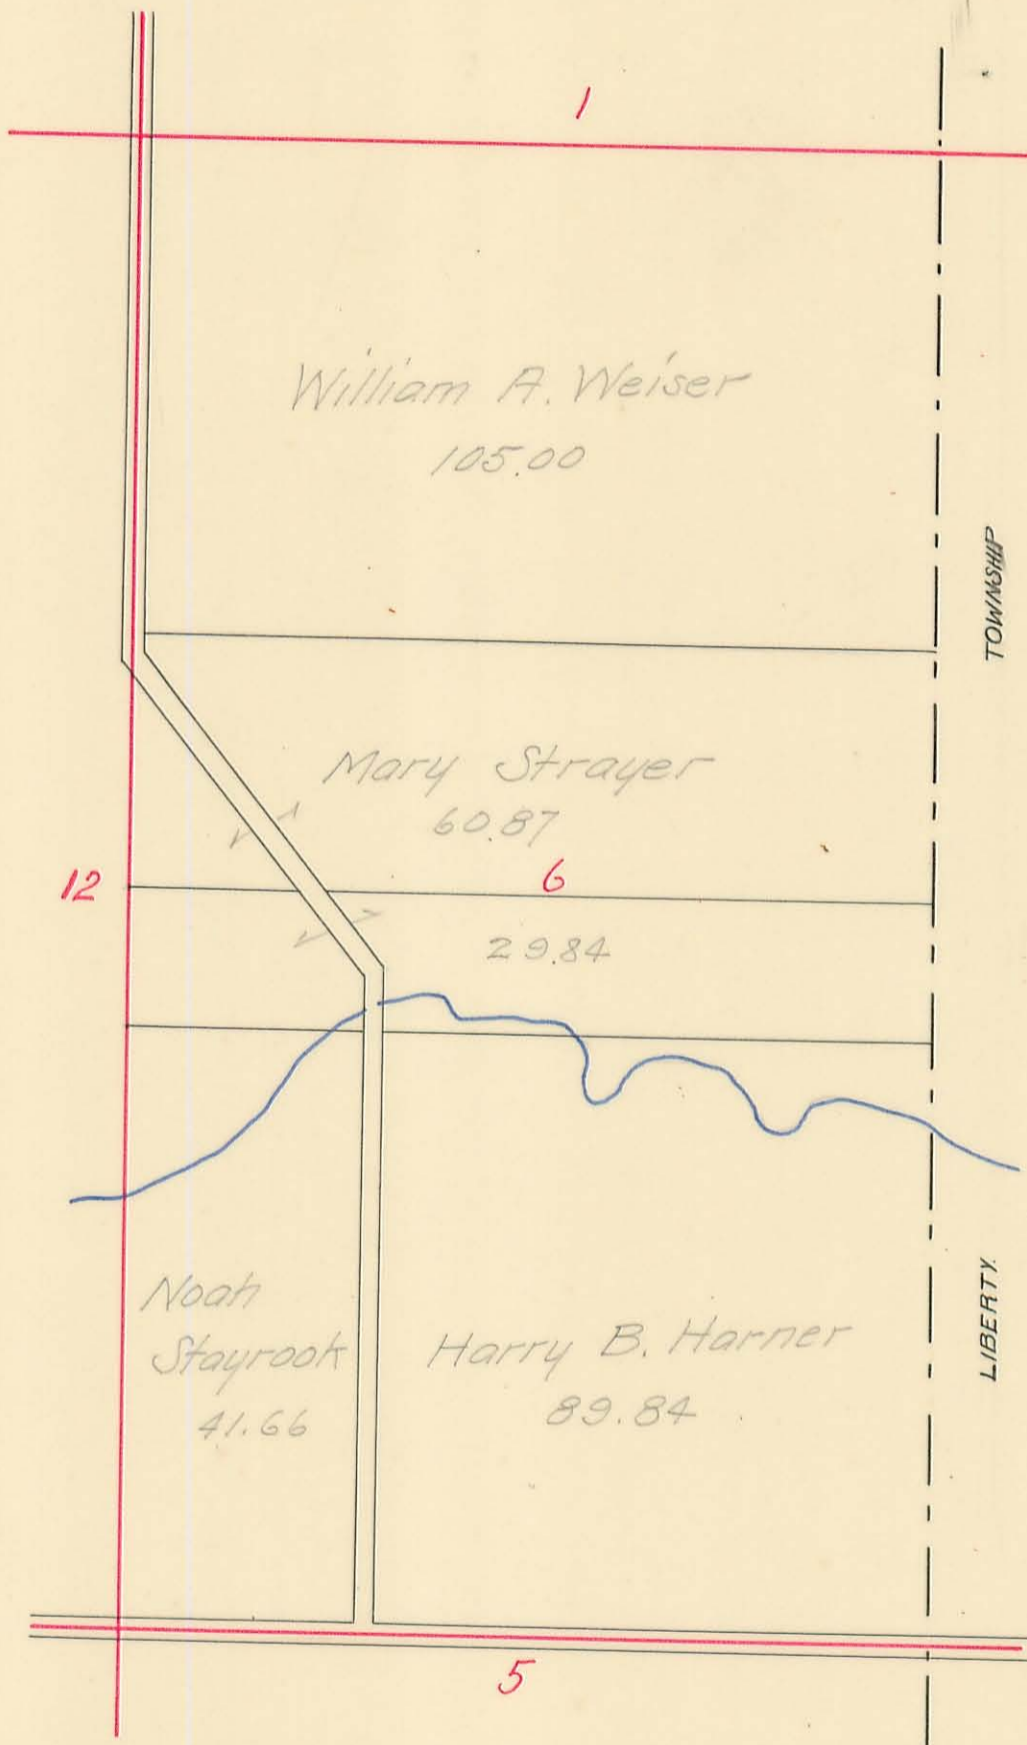 1
William A. Weiser
105.00
TOWNSHIP
Mary Strayer
60.87
12
6
29.84
Noah
Stayrook
41.66
Harry B. Harner
89.84
LIBERTY.
5